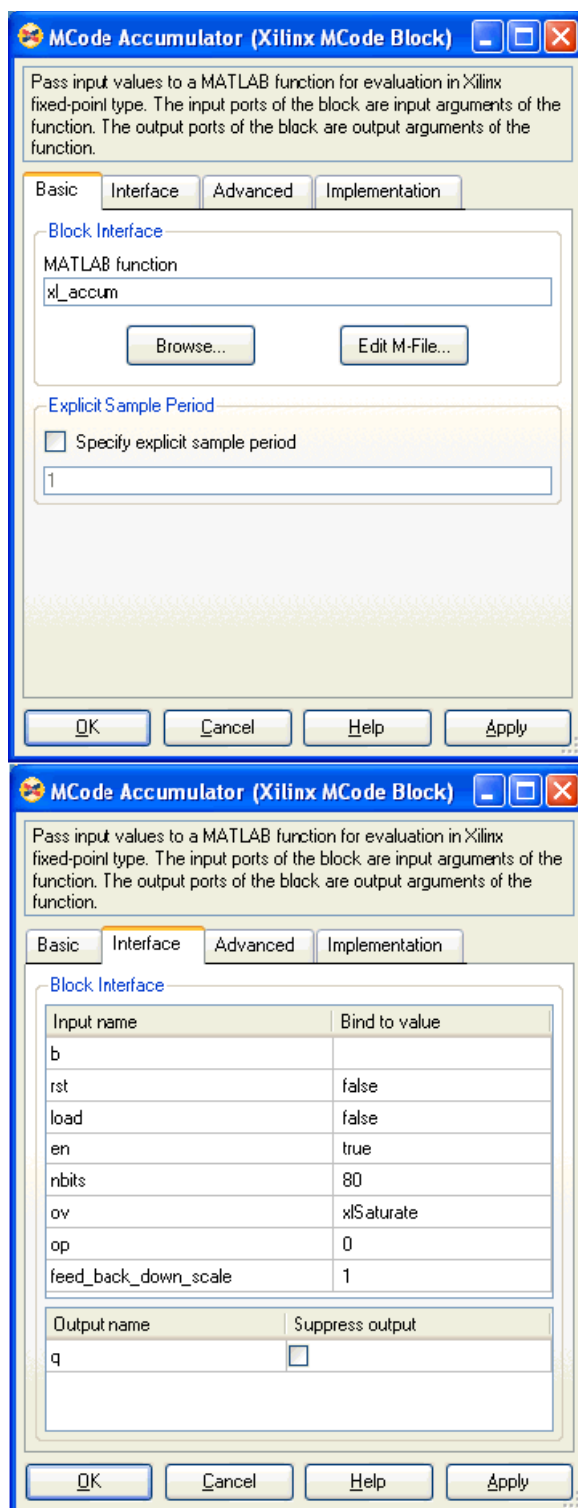 MCode Accumulator (Xilinx MCode Block)
Pass input values to a MATLAB function for evaluation in Xilinx
fixed-point type. The input ports of the block are input arguments of the
function. The output ports of the block are output arguments of the
function.
Basic Interface Advanced Implementation
Block Interface
MATLAB function
xl_accum
Browse... Edit M-File...
Explicit Sample Period
Specify explicit sample period
1
OK Cancel Help Apply
MCode Accumulator (Xilinx MCode Block)
Pass input values to a MATLAB function for evaluation in Xilinx
fixed-point type. The input ports of the block are input arguments of the
function. The output ports of the block are output arguments of the
function.
Basic Interface Advanced Implementation
Block Interface
Input name Bind to value
b
rst false
load false
en true
nbits 80
ov xlSaturate
op 0
feed_back_down_scale 1
Output name Suppress output
q
OK Cancel Help Apply